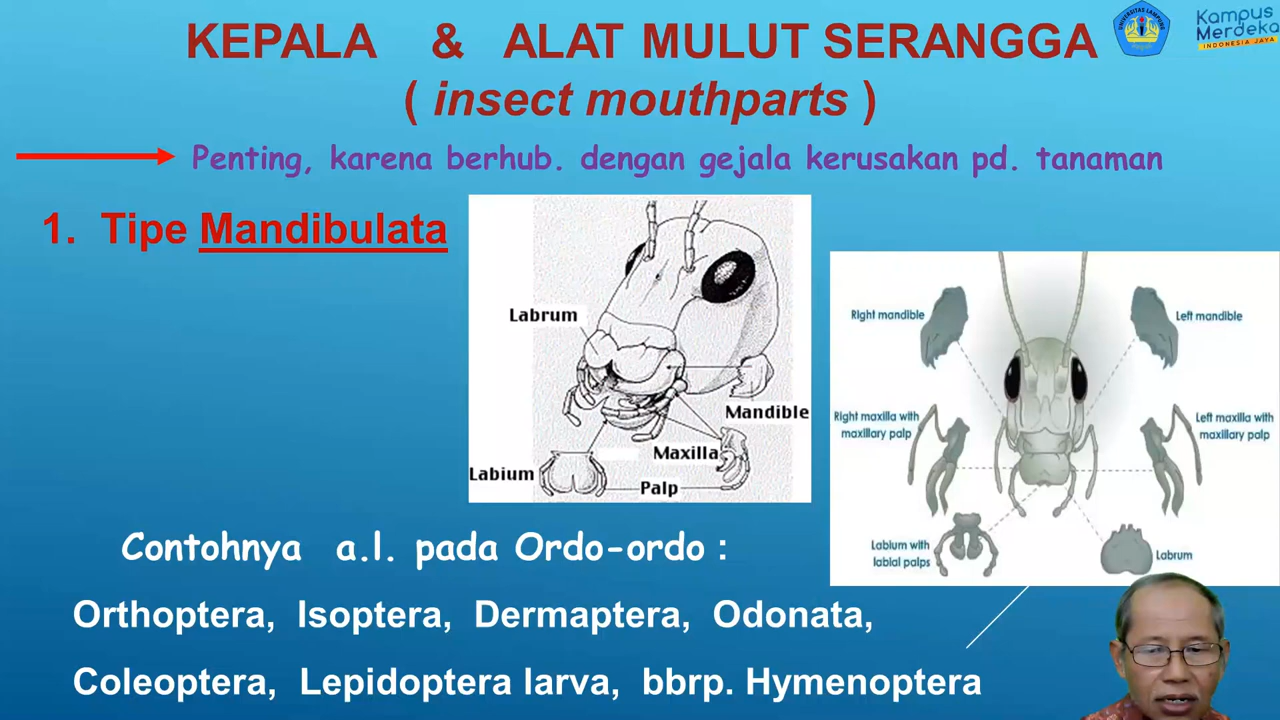 KEPALA & ALAT MULUT SERANGGA
( insect mouthparts )
UNIVERSITAS LAMPUNG
Kampus
Merdeka
INDONESIA JAYA
Penting, karena berhub. dengan gejala kerusakan pd. tanaman
1. Tipe Mandibulata
Labrum
Mandible
Maxilla
Labium
Palp
Right mandible
Left mandible
Right maxilla with
maxillary palp
Left maxilla with
maxillary palp
Labium with
labial palps
Labrum
Contohnya a.l. pada Ordo-ordo :
Orthoptera, Isoptera, Dermaptera, Odonata,
Coleoptera, Lepidoptera larva, bbrp. Hymenoptera